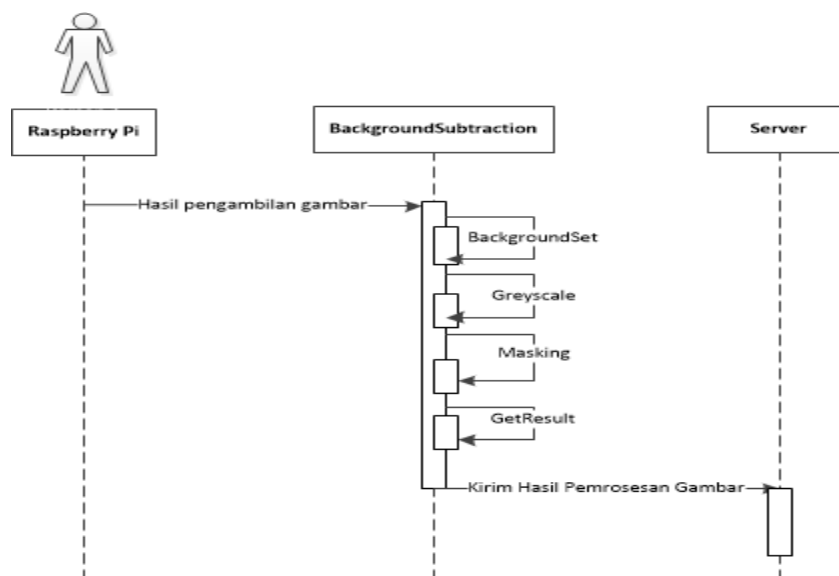 Raspberry Pi
BackgroundSubtraction
Server
Hasil pengambilan gambar
BackgroundSet
Greyscale
Masking
GetResult
Kirim Hasil Pemrosesan Gambar